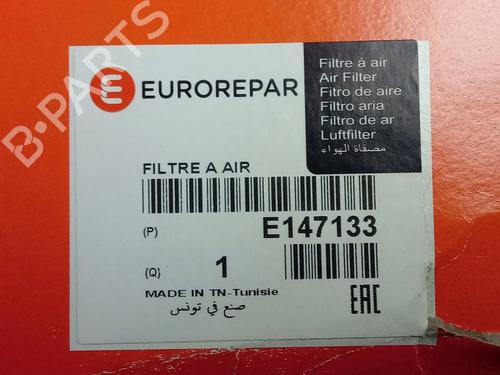 B-PARTS
EUROREPAR
Filtre à air
Air Filter
Fitro de aire
Filtro aria
Filtro de ar
Luftfilter
مصفاة الهواء
FILTRE A AIR
(P)
E147133
(Q)
1
MADE IN TN-Tunisie
صنع في تونس
EAC